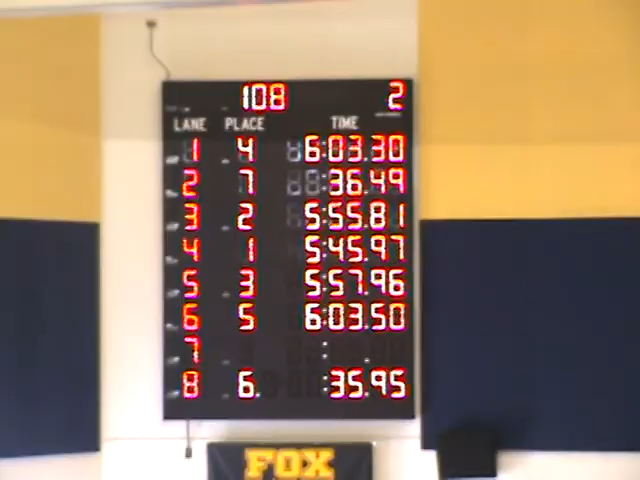 108 2
LANE PLACE TIME
1 4 6:03.30
2 7 :36.49
3 2 5:55.81
4 1 5:45.97
5 3 5:57.96
6 5 6:03.50
7 : .
8 6. :35.95
FOX